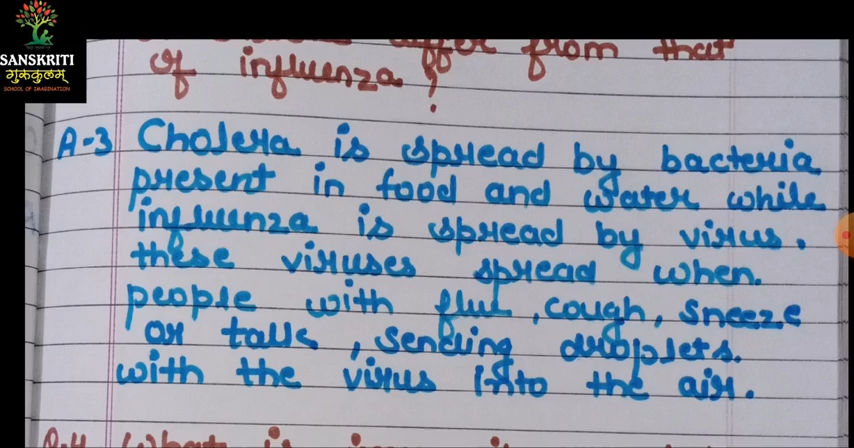 SANSKRITI
गुरुकुलम्
SCHOOL OF IMAGINATION
differ from that
of influenza?
A-3 Cholera is spread by bacteria
present in food and water while
influenza is spread by virus.
these viruses spread when.
people with flu, cough, sneeze
or talk, sending droplets.
with the virus into the air.
Q-4 What is